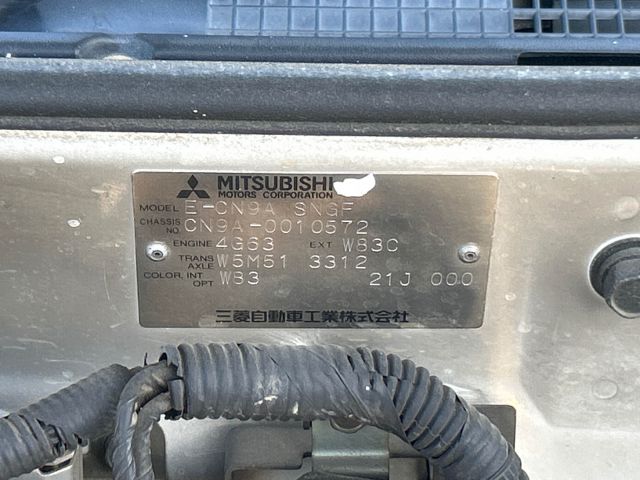 MITSUBISHI
MOTORS CORPORATION
MODEL E-CN9A SNGF
CHASSIS NO. CN9A-0010572
ENGINE 4G63 EXT W83C
TRANS AXLE W5M51 3312
COLOR, INT OPT W83 21J 000
三菱自動車工業株式会社